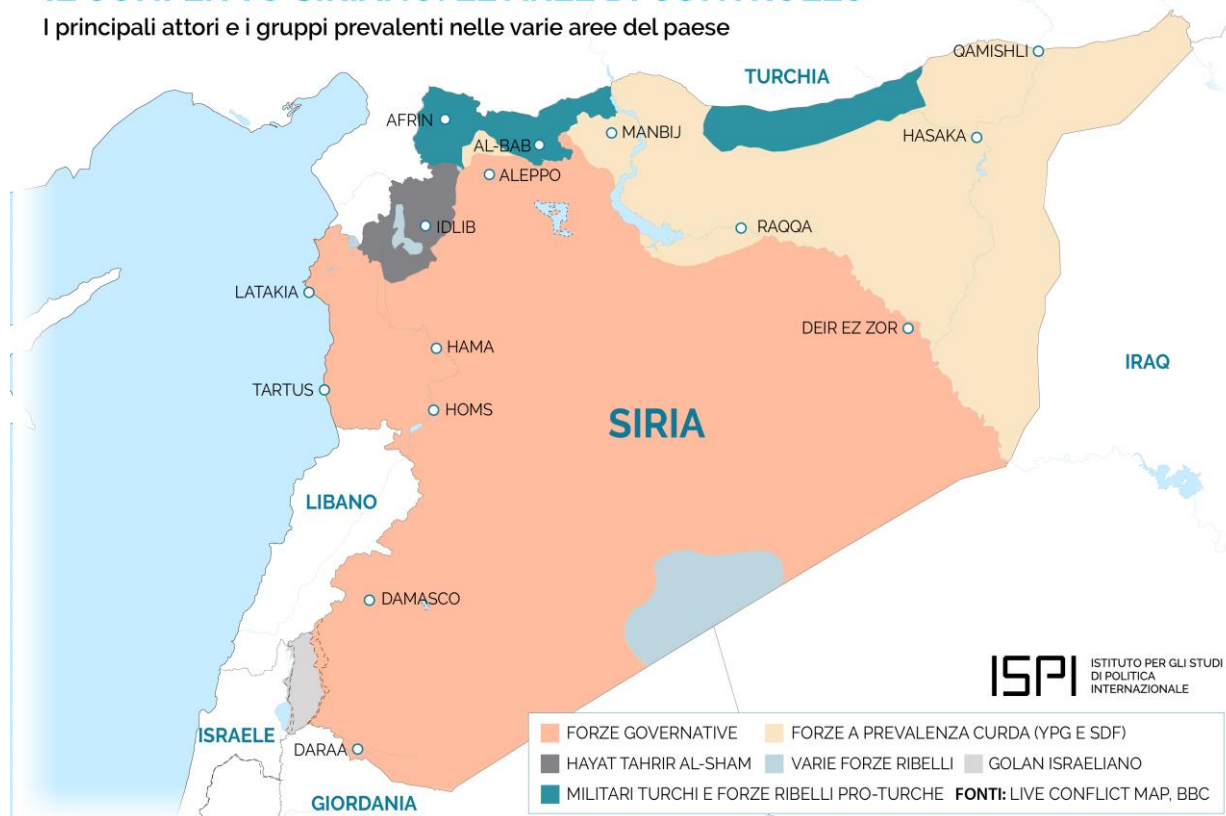 I principali attori e i gruppi prevalenti nelle varie aree del paese
QAMISHLI
TURCHIA
AFRIN
MANBIJ
HASAKA
AL-BAB
ALEPPO
IDLIB
RAQQA
LATAKIA
DEIR EZ ZOR
HAMA
IRAQ
TARTUS
HOMS
SIRIA
LIBANO
DAMASCO
ISPI
ISTITUTO PER GLI STUDI
DI POLITICA
INTERNAZIONALE
ISRAELE
DARAA
GIORDANIA
FORZE GOVERNATIVE
FORZE A PREVALENZA CURDA (YPG E SDF)
HAYAT TAHRIR AL-SHAM
VARIE FORZE RIBELLI
GOLAN ISRAELIANO
MILITARI TURCHI E FORZE RIBELLI PRO-TURCHE
FONTI: LIVE CONFLICT MAP, BBC